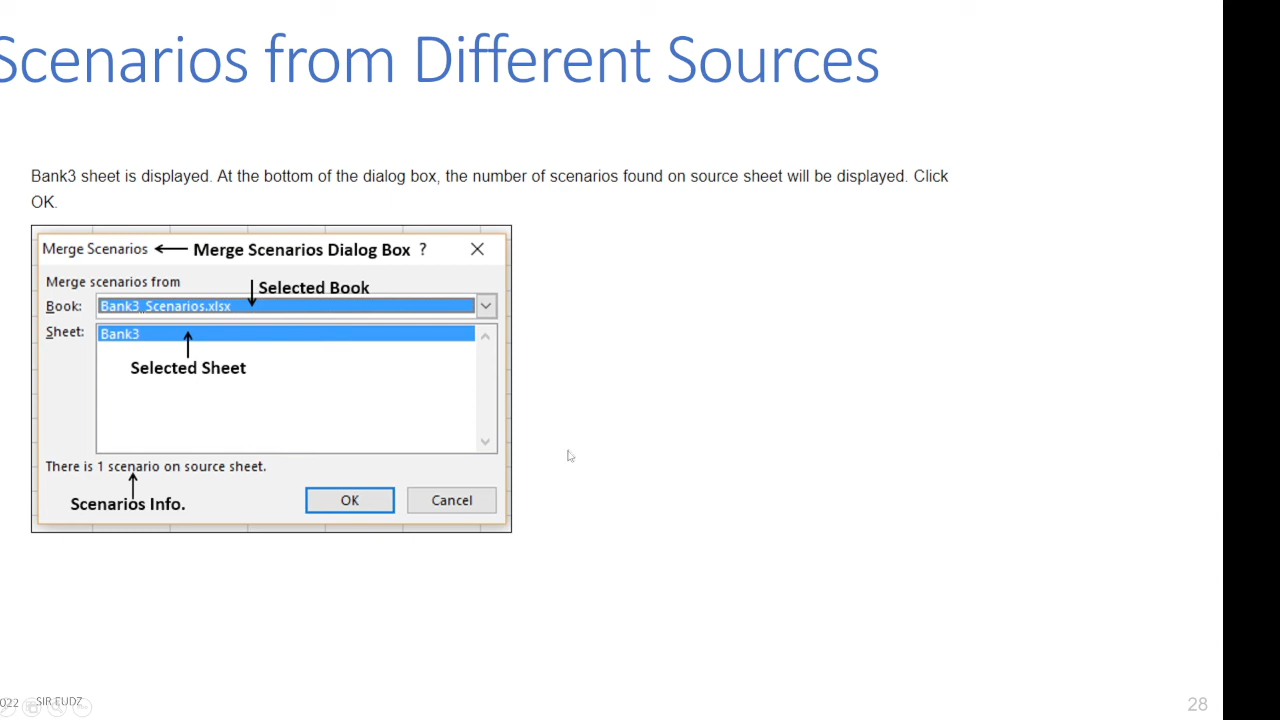 Scenarios from Different Sources
Bank3 sheet is displayed. At the bottom of the dialog box, the number of scenarios found on source sheet will be displayed. Click
OK.
Merge Scenarios Merge Scenarios Dialog Box ?
Merge scenarios from
Selected Book
Book: Bank3_Scenarios.xlsx
Sheet: Bank3
Selected Sheet
There is 1 scenario on source sheet.
Scenarios Info.
OK Cancel
022 SIR EUDZ 28